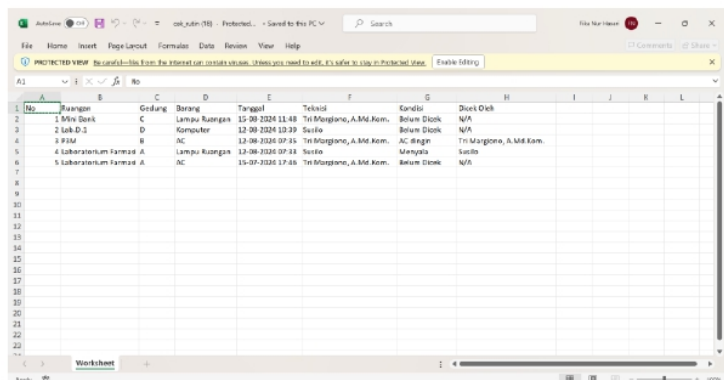 AutoSave Off cek_rutin (18) - Protected... • Saved to this PC Search
File Home Insert Page Layout Formulas Data Review View Help Comments Share
PROTECTED VIEW Be careful—files from the Internet can contain viruses. Unless you need to edit, it's safer to stay in Protected View. Enable Editing
A1 fx No
A B C D E F G H I J K L
1 No Ruangan Gedung Barang Tanggal Teknisi Kondisi Dicek Oleh
2 1 Mini Bank C Lampu Ruangan 15-08-2024 11:48 Tri Margiono, A.Md.Kom. Belum Dicek N/A
3 2 Lab.D.1 D Komputer 12-08-2024 10:39 Susilo Belum Dicek N/A
4 3 P3M B AC 12-08-2024 07:35 Tri Margiono, A.Md.Kom. AC dingin Tri Margiono, A.Md.Kom.
5 4 Laboratorium Farmasi A Lampu Ruangan 12-08-2024 07:33 Susilo Menyala Susilo
6 5 Laboratorium Farmasi A AC 15-07-2024 17:46 Tri Margiono, A.Md.Kom. Belum Dicek N/A
7
8
9
10
11
12
13
14
15
16
17
18
19
20
21
22
23
Worksheet
100%